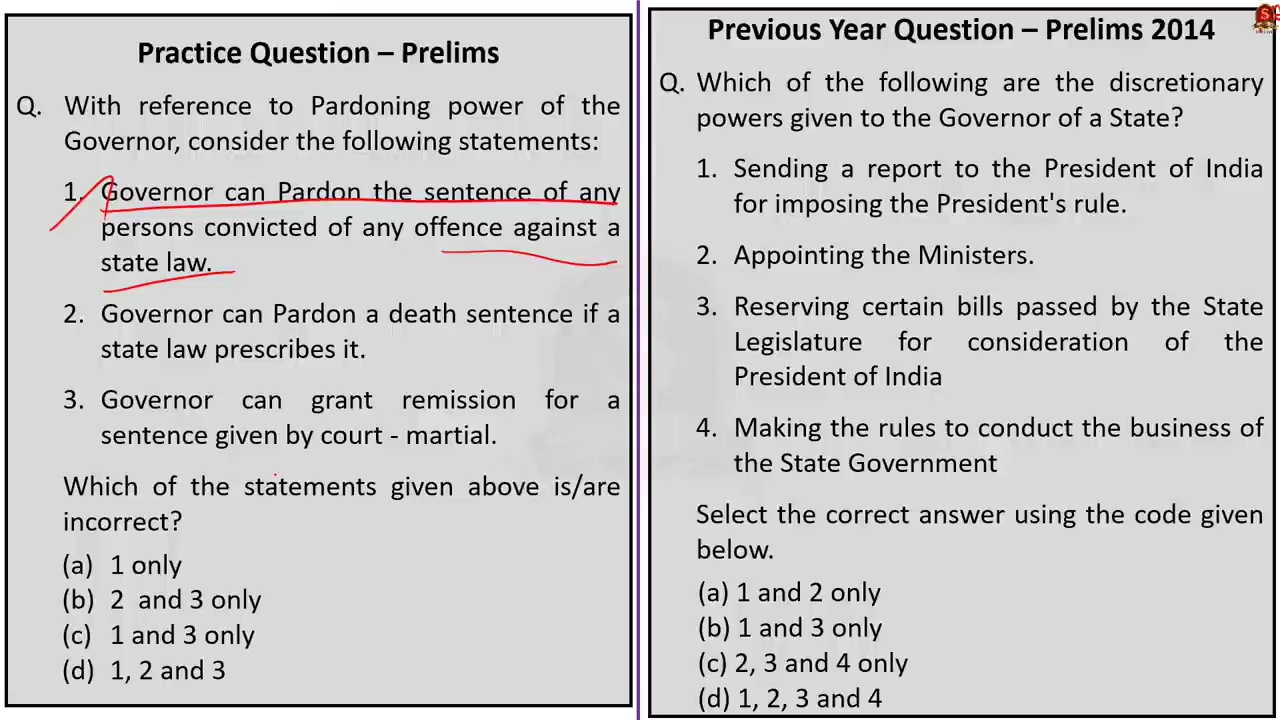 Practice Question – Prelims
Q. With reference to Pardoning power of the
Governor, consider the following statements:
1. Governor can Pardon the sentence of any
persons convicted of any offence against a
state law.
2. Governor can Pardon a death sentence if a
state law prescribes it.
3. Governor can grant remission for a
sentence given by court - martial.
Which of the statements given above is/are
incorrect?
(a) 1 only
(b) 2 and 3 only
(c) 1 and 3 only
(d) 1, 2 and 3
Previous Year Question – Prelims 2014
Q. Which of the following are the discretionary
powers given to the Governor of a State?
1. Sending a report to the President of India
for imposing the President's rule.
2. Appointing the Ministers.
3. Reserving certain bills passed by the State
Legislature for consideration of the
President of India
4. Making the rules to conduct the business of
the State Government
Select the correct answer using the code given
below.
(a) 1 and 2 only
(b) 1 and 3 only
(c) 2, 3 and 4 only
(d) 1, 2, 3 and 4